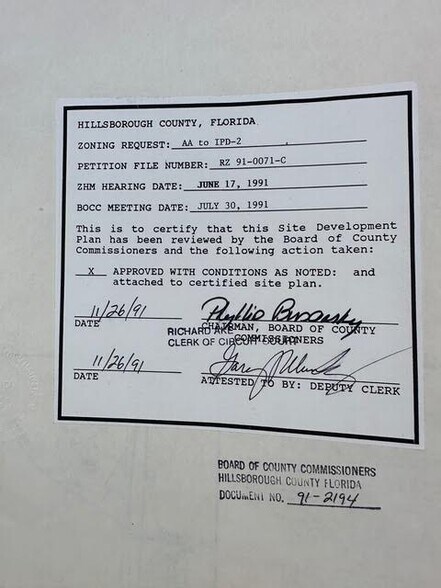 HILLSBOROUGH COUNTY, FLORIDA
ZONING REQUEST: AA to IPD-2
PETITION FILE NUMBER: RZ 91-0071-C
ZHM HEARING DATE: JUNE 17, 1991
BOCC MEETING DATE: JULY 30, 1991
This is to certify that this Site Development
Plan has been reviewed by the Board of County
Commissioners and the following action taken:
X APPROVED WITH CONDITIONS AS NOTED: and
attached to certified site plan.
11/26/91 Phyllis Busansky
DATE CHAIRMAN, BOARD OF COUNTY
COMMISSIONERS
RICHARD AKE
CLERK OF CIRCUIT COURT
11/26/91
DATE ATTESTED TO BY: DEPUTY CLERK
BOARD OF COUNTY COMMISSIONERS
HILLSBOROUGH COUNTY FLORIDA
DOCUMENT NO. 91-2194